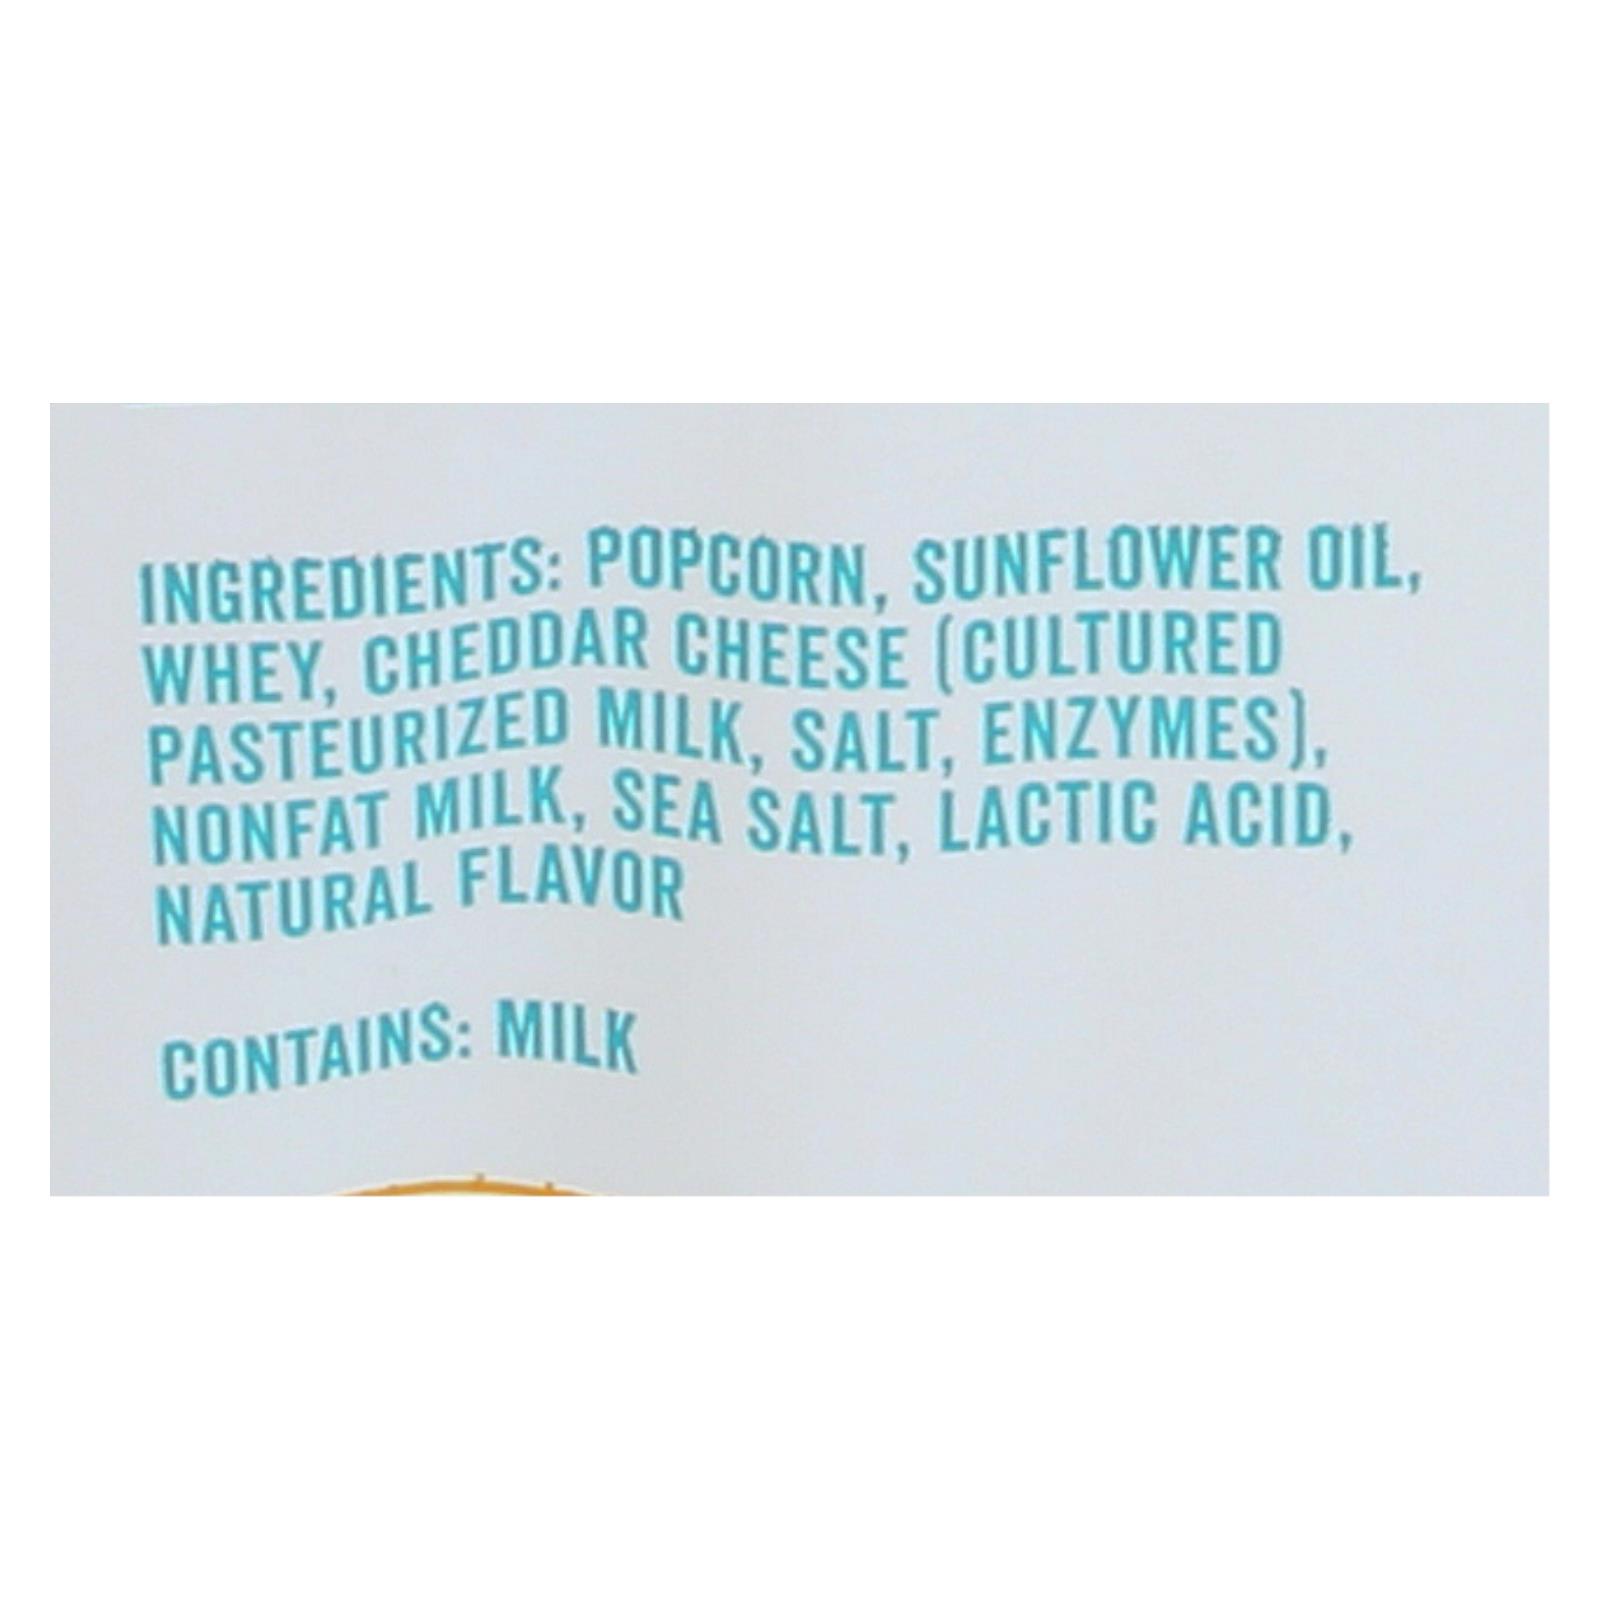 INGREDIENTS: POPCORN, SUNFLOWER OIL,
WHEY, CHEDDAR CHEESE (CULTURED
PASTEURIZED MILK, SALT, ENZYMES),
NONFAT MILK, SEA SALT, LACTIC ACID,
NATURAL FLAVOR
CONTAINS: MILK